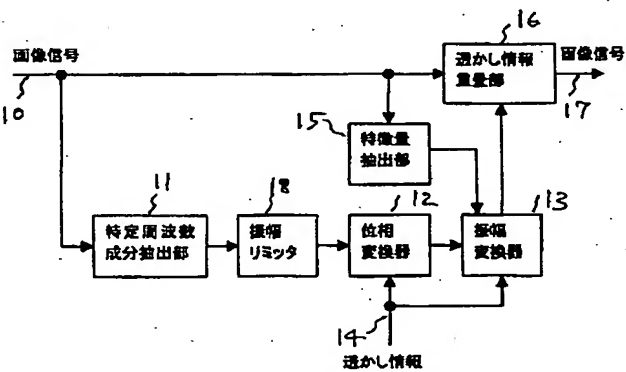 16
画像信号
透かし情報
重畳部
画像信号
10
17
15
特徴量
抽出部
11
18
12
13
特定周波数
成分抽出部
振幅
リミッタ
位相
変換器
振幅
変換器
14
透かし情報